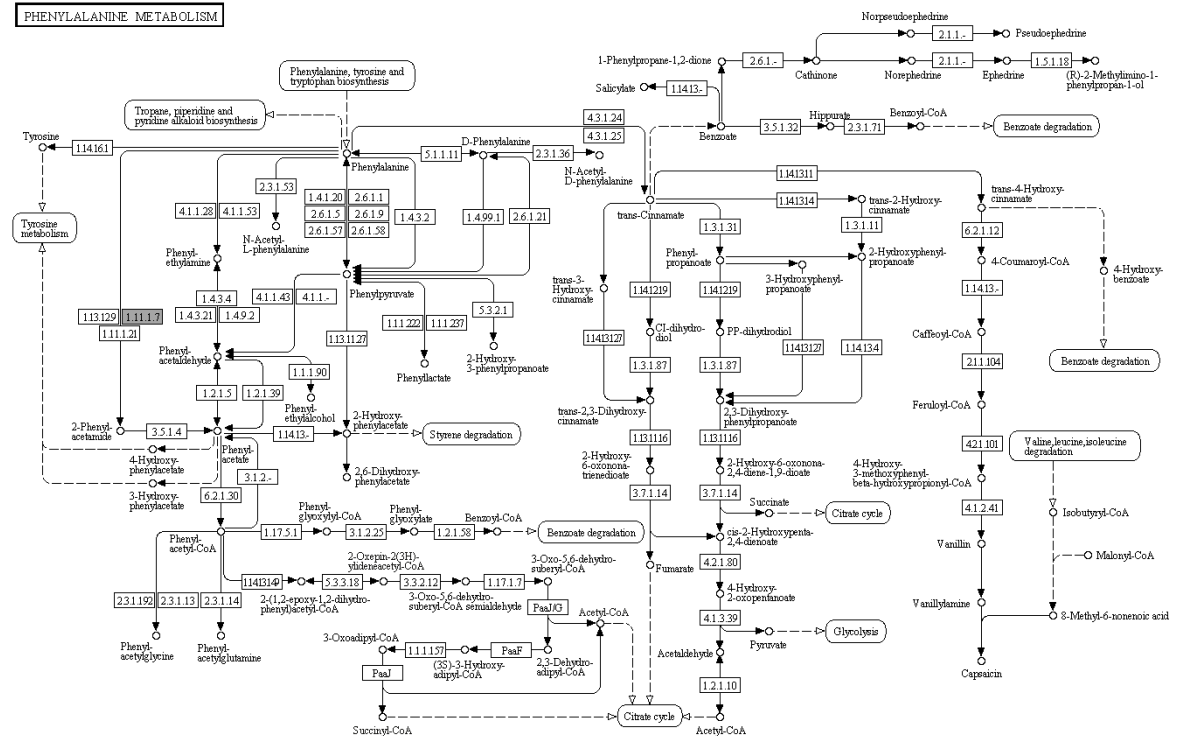 PHENYLALANINE METABOLISM
Norpseudoephedrine
2.1.1.-
Pseudoephedrine
1-Phenylpropane-1,2-dione
2.6.1.-
Cathinone
Norephedrine
2.1.1.-
Ephedrine
1.5.1.18
(R)-2-Methylimino-1-
phenylpropan-1-ol
Phenylalanine, tyrosine and
tryptophan biosynthesis
Salicylate
1.14.13.-
Tropane, piperidine and
pyridine alkaloid biosynthesis
4.3.1.24
4.3.1.25
Benzoate
3.5.1.32
Hippurate
2.3.1.71
Benzoyl-CoA
Benzoate degradation
Tyrosine
1.14.16.1
Phenylalanine
5.1.1.11
D-Phenylalanine
2.3.1.36
N-Acetyl-
D-phenylalanine
1.14.13.11
2.3.1.53
N-Acetyl-
L-phenylalanine
1.4.1.20
2.6.1.1
2.6.1.5
2.6.1.9
2.6.1.57
2.6.1.58
1.4.3.2
1.4.99.1
2.6.1.21
4.1.1.28
4.1.1.53
Tyrosine
metabolism
trans-Cinnamate
1.14.13.14
trans-2-Hydroxy-
cinnamate
trans-4-Hydroxy-
cinnamate
1.3.1.31
1.3.1.11
6.2.1.12
Phenyl-
ethylamine
Phenyl-
propanoate
2-Hydroxyphenyl-
propanoate
3-Hydroxyphenyl-
propanoate
4-Coumaroyl-CoA
4-Hydroxy-
benzoate
Phenylpyruvate
trans-3-
Hydroxy-
cinnamate
1.14.12.19
1.14.12.19
1.14.13.-
1.4.3.4
4.1.1.43
4.1.1.-
1.4.3.21
1.4.9.2
1.13.12.9
1.11.1.7
1.11.1.21
1.1.1.222
1.1.1.237
5.3.2.1
1.13.11.27
CI-dihydro-
diol
PP-dihydrodiol
Caffeoyl-CoA
1.14.13.127
1.14.13.127
1.14.13.4
Phenyl-
acetaldehyde
Phenyllactate
2-Hydroxy-
3-phenylpropanoate
1.3.1.87
1.3.1.87
2.1.1.104
Benzoate degradation
1.1.1.90
1.2.1.5
1.2.1.39
Phenyl-
ethylalcohol
2-Hydroxy-
phenylacetate
trans-2,3-Dihydroxy-
cinnamate
2,3-Dihydroxy-
phenylpropanoate
Feruloyl-CoA
2-Phenyl-
acetamide
3.5.1.4
Phenyl-
acetate
1.14.13.-
Styrene degradation
1.13.11.16
1.13.11.16
4.2.1.101
Valine, leucine, isoleucine
degradation
4-Hydroxy-
phenylacetate
3-Hydroxy-
phenylacetate
3.1.2.-
6.2.1.30
2,6-Dihydroxy-
phenylacetate
2-Hydroxy-
6-oxonona-
trienedioate
2-Hydroxy-6-oxonona-
2,4-diene-1,9-dioate
4-Hydroxy-
3-methoxyphenyl-
beta-hydroxypropionyl-CoA
3.7.1.14
3.7.1.14
Succinate
Citrate cycle
4.1.2.41
Isobutyryl-CoA
Phenyl-
acetyl-CoA
1.17.5.1
Phenyl-
glyoxylyl-CoA
3.1.2.25
Phenyl-
glyoxylate
1.2.1.58
Benzoyl-CoA
Benzoate degradation
cis-2-Hydroxypenta-
2,4-dienoate
Vanillin
Malonyl-CoA
Fumarate
4.2.1.80
1.14.13.149
2-(1,2-epoxy-1,2-dihydro-
phenyl)acetyl-CoA
5.3.3.18
2-Oxepin-2(3H)-
ylideneacetyl-CoA
3.3.2.12
3-Oxo-5,6-dehydro-
suberyl-CoA semialdehyde
1.17.1.7
3-Oxo-5,6-dehydro-
suberyl-CoA
4-Hydroxy-
2-oxopentanoate
Vanillylamine
8-Methyl-6-nonenoic acid
2.3.1.192
2.3.1.13
2.3.1.14
PaaJ/G
Acetyl-CoA
4.1.3.39
Pyruvate
Glycolysis
Phenyl-
acetylglycine
Phenyl-
acetylglutamine
3-Oxoadipyl-CoA
1.1.1.157
(3S)-3-Hydroxy-
adipyl-CoA
PaaF
2,3-Dehydro-
adipyl-CoA
Acetaldehyde
Capsaicin
PaaJ
1.2.1.10
Succinyl-CoA
Citrate cycle
Acetyl-CoA